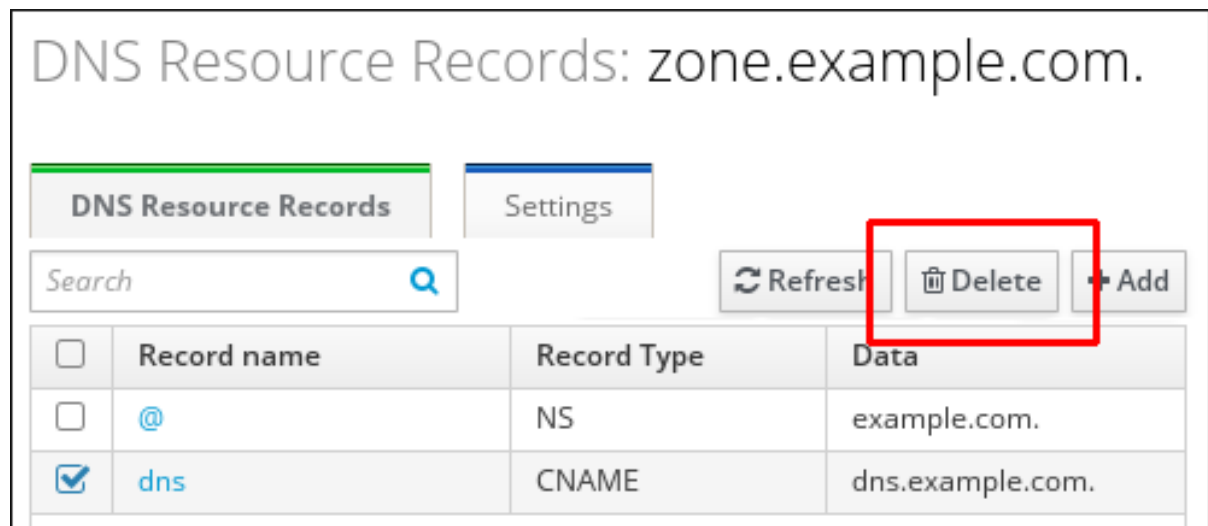 DNS Resource Records: zone.example.com.
DNS Resource Records Settings
Search Refresh Delete Add
Record name Record Type Data
@ NS example.com.
dns CNAME dns.example.com.